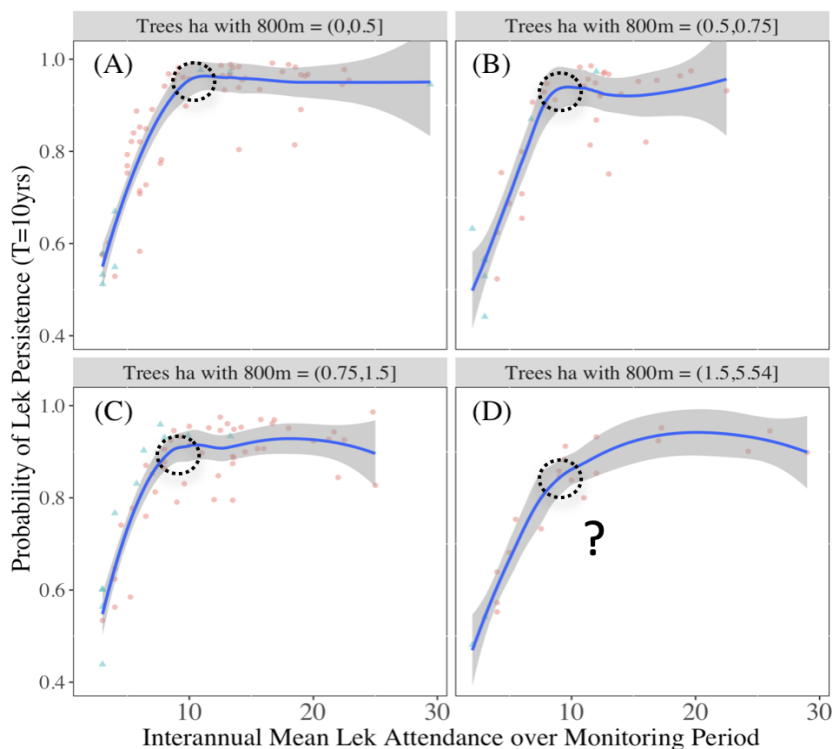 Trees ha with 800m = (0,0.5]
Trees ha with 800m = (0.5,0.75]
(A)
(B)
1.0
0.8
0.6
0.4
Trees ha with 800m = (0.75,1.5]
Trees ha with 800m = (1.5,5.54]
(C)
(D)
1.0
0.8
?
0.6
0.4
10
20
30
10
20
30
Probability of Lek Persistence (T=10yrs)
Interannual Mean Lek Attendance over Monitoring Period